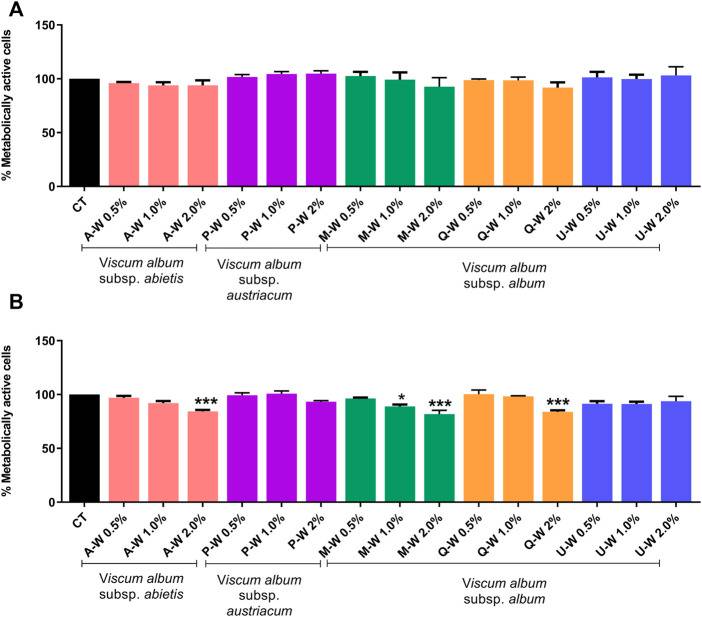 A
% Metabolically active cells
150
100
50
0
CT
A-W 0.5%
A-W 1.0%
A-W 2.0%
P-W 0.5%
P-W 1.0%
P-W 2%
M-W 0.5%
M-W 1.0%
M-W 2.0%
Q-W 0.5%
Q-W 1.0%
Q-W 2%
U-W 0.5%
U-W 1.0%
U-W 2.0%
Viscum album
subsp. abietis
Viscum album
subsp.
austriacum
Viscum album
subsp. album
B
% Metabolically active cells
150
100
50
0
***
*
***
***
CT
A-W 0.5%
A-W 1.0%
A-W 2.0%
P-W 0.5%
P-W 1.0%
P-W 2%
M-W 0.5%
M-W 1.0%
M-W 2.0%
Q-W 0.5%
Q-W 1.0%
Q-W 2%
U-W 0.5%
U-W 1.0%
U-W 2.0%
Viscum album
subsp. abietis
Viscum album
subsp.
austriacum
Viscum album
subsp. album